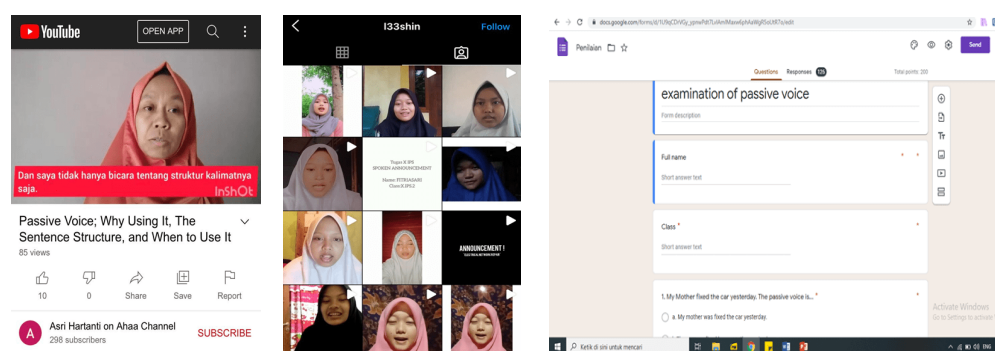 YouTube
OPEN APP
Dan saya tidak hanya bicara tentang struktur kalimatnya
saja.
InShOt
Passive Voice; Why Using It, The
Sentence Structure, and When to Use It
85 views
10
0
Share
Save
Report
A
Asri Hartanti on Ahaa Channel
298 subscribers
SUBSCRIBE
l33shin
Follow
Tugas X IPS
SPOKEN ANNOUNCEMENT
Nama: FITRIASARI
Class:X IPS.2
ANNOUNCEMENT !
Penilaian
Send
Questions
Responses
125
Total points: 200
examination of passive voice
Form description
Full name
*
Short answer text
Class *
Short answer text
1. My Mother fixed the car yesterday. The passive voice is... *
a. My mother was fixed the car yesterday.
Activate Windows
Go to Settings to activate
Ketik di sini untuk mencari
ENG